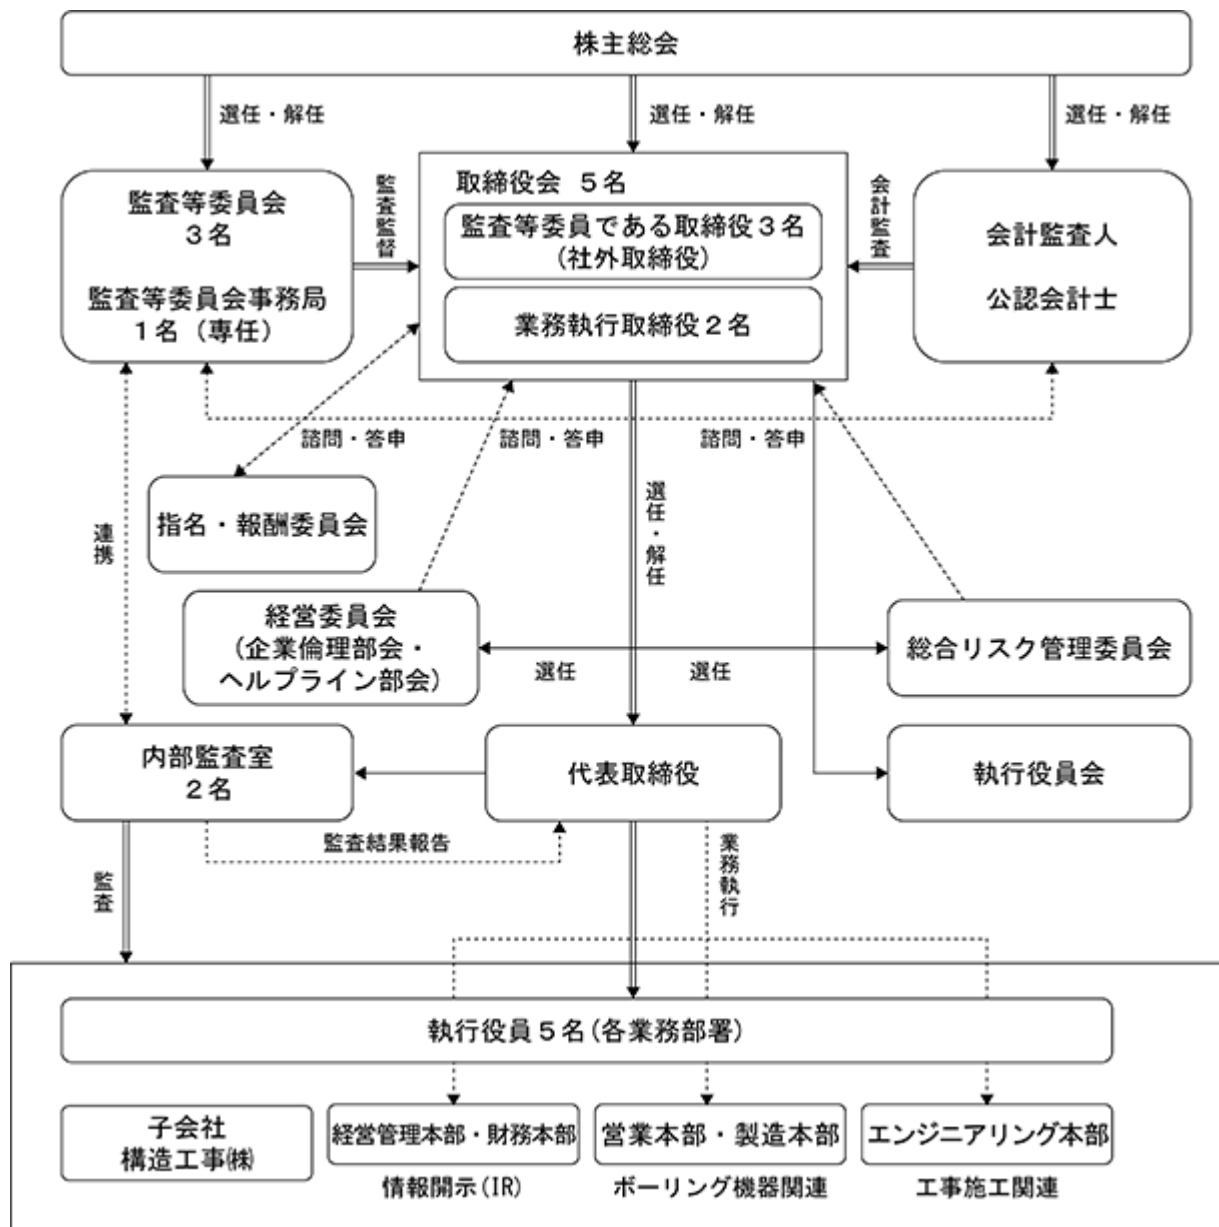 株主総会
選任・解任
選任・解任
選任・解任
監査等委員会
３名
監査等委員会事務局
１名（専任）
監査監督
取締役会 ５名
監査等委員である取締役３名
（社外取締役）
業務執行取締役２名
会計監査
会計監査人
公認会計士
諮問・答申
諮問・答申
諮問・答申
指名・報酬委員会
連携
選任・解任
経営委員会
（企業倫理部会・
ヘルプライン部会）
選任
選任
総合リスク管理委員会
内部監査室
２名
代表取締役
執行役員会
監査結果報告
業務執行
監査
執行役員５名（各業務部署）
子会社
構造工事㈱
経営管理本部・財務本部
営業本部・製造本部
エンジニアリング本部
情報開示（IR）
ボーリング機器関連
工事施工関連